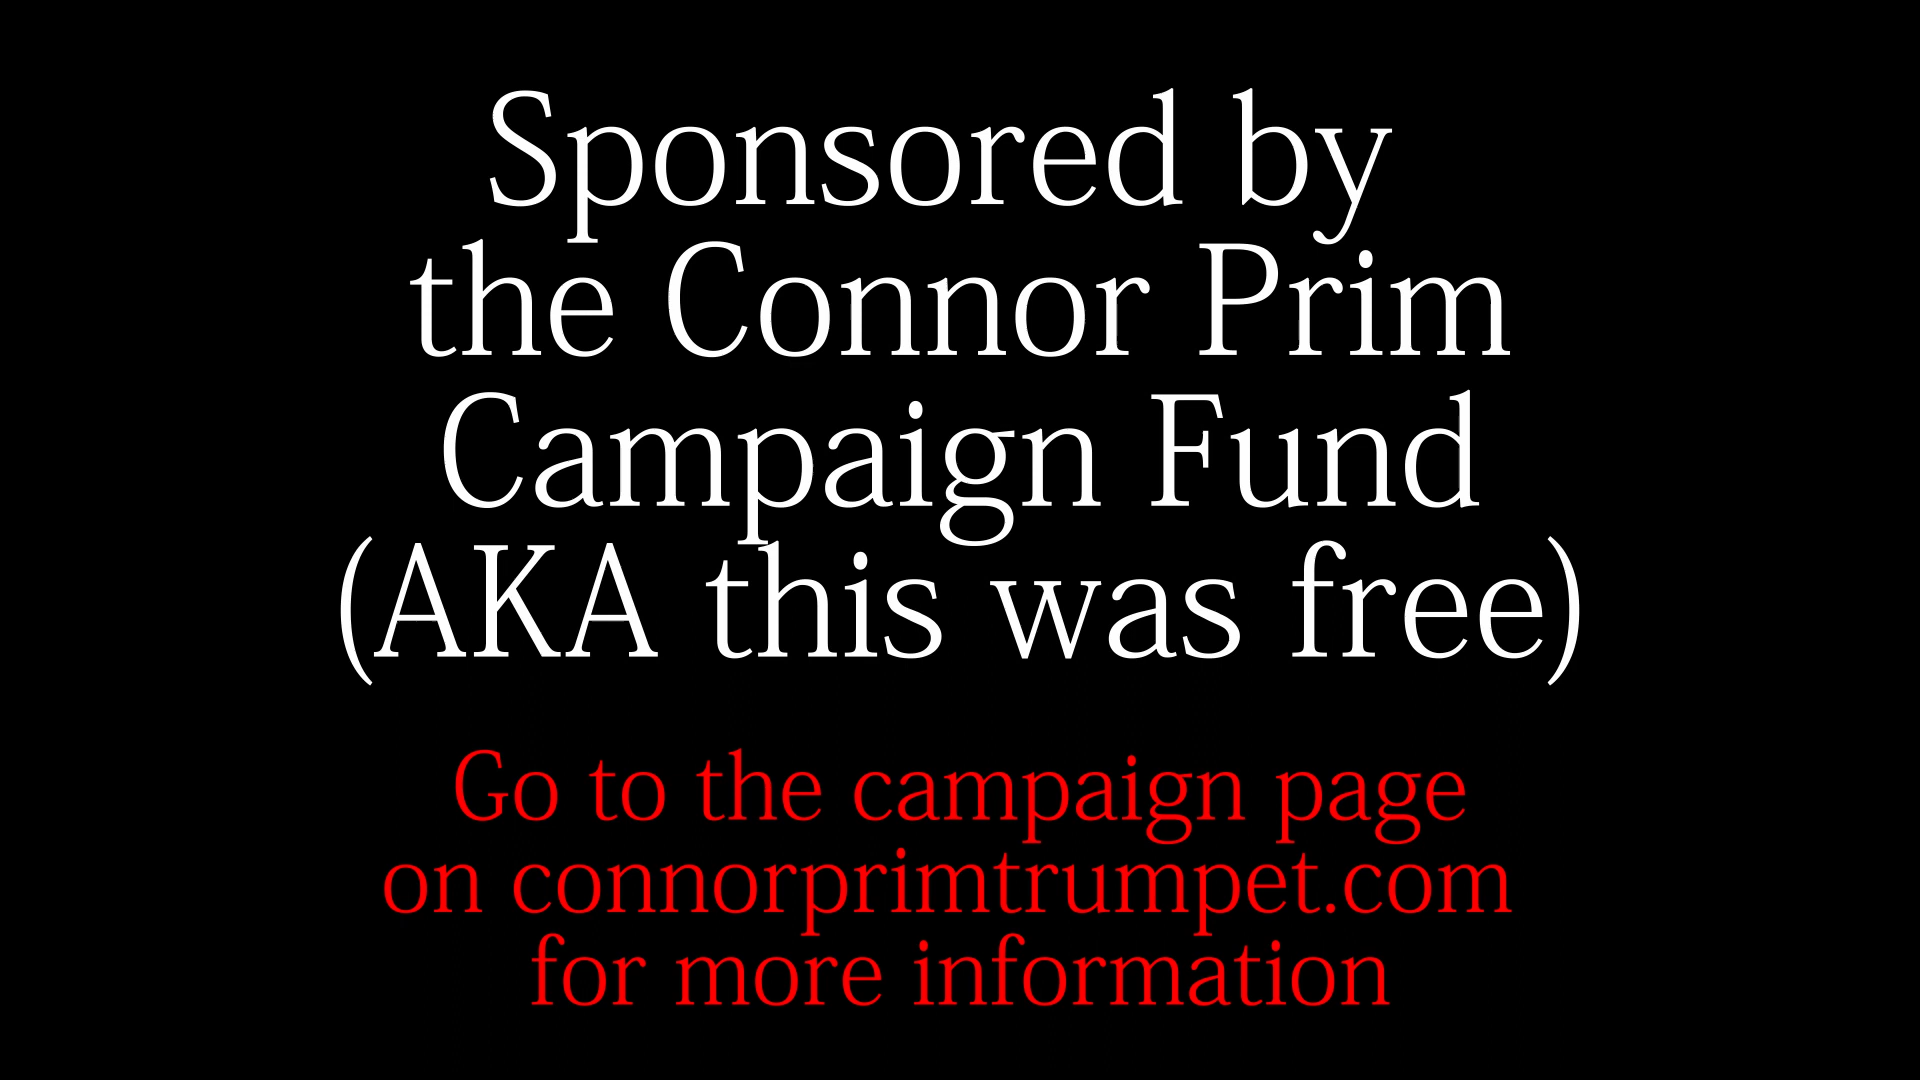 Sponsored by
the Connor Prim
Campaign Fund
(AKA this was free)
Go to the campaign page
on connorprimtrumpet.com
for more information